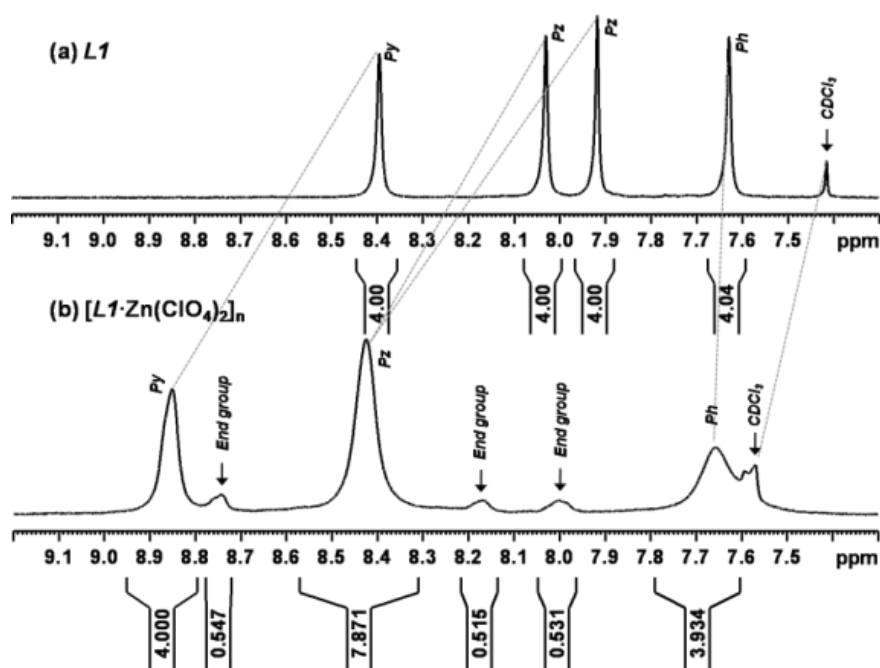 (a) L1
Py
Pz
Pz
Ph
CDCl₃
9.1 9.0 8.9 8.8 8.7 8.6 8.5 8.4 8.3 8.2 8.1 8.0 7.9 7.8 7.7 7.6 7.5 ppm
4.00 4.00 4.00 4.04
(b) [L1·Zn(ClO₄)₂]ₙ
Py
End group
Pz
End group
End group
Ph
CDCl₃
9.1 9.0 8.9 8.8 8.7 8.6 8.5 8.4 8.3 8.2 8.1 8.0 7.9 7.8 7.7 7.6 7.5 ppm
4.000 0.547 7.871 0.515 0.531 3.934